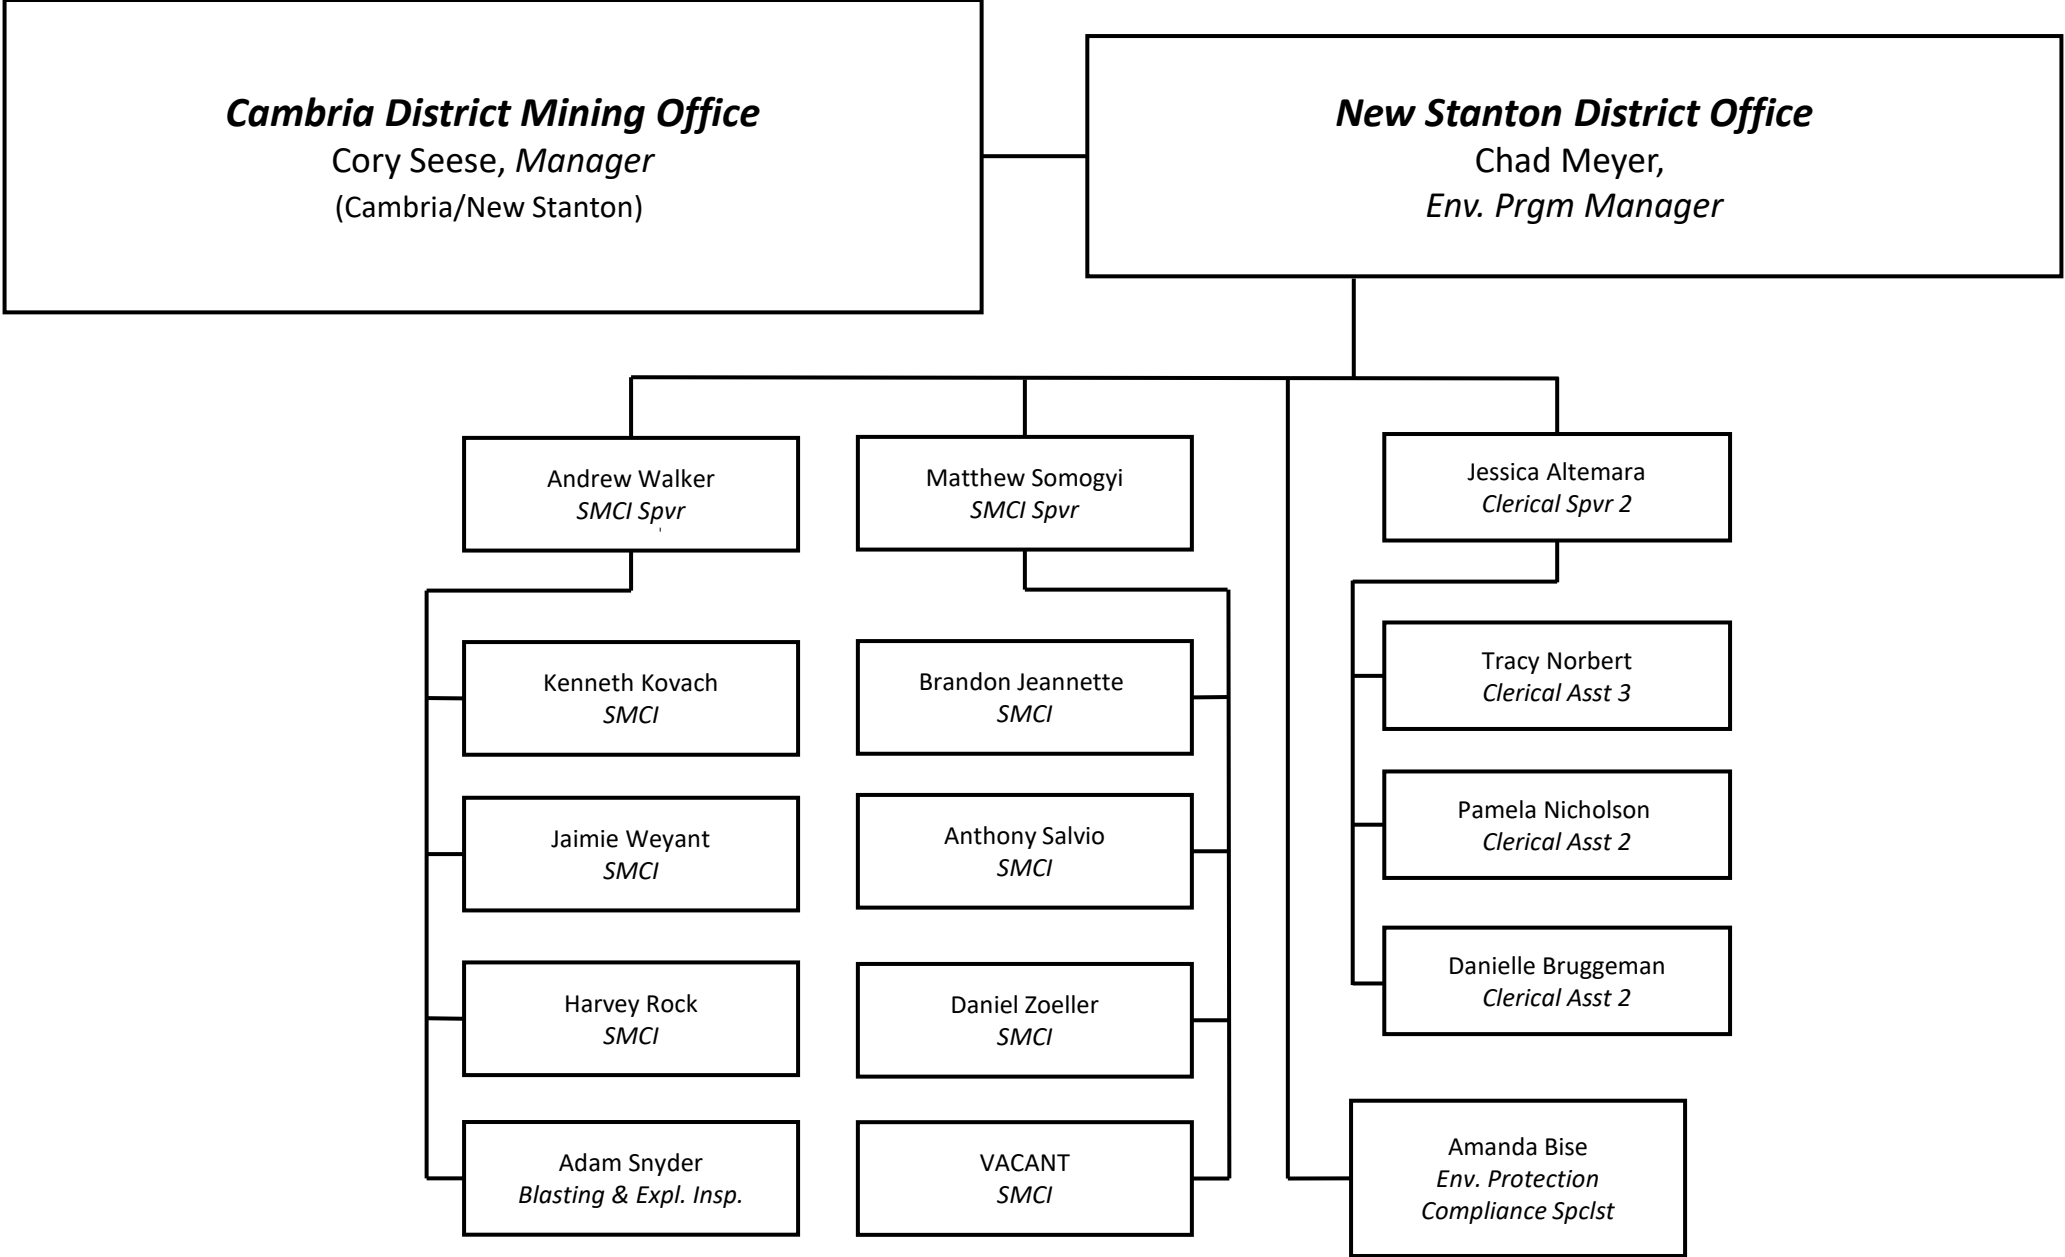 Cambria District Mining Office
Cory Seese, Manager
(Cambria/New Stanton)
New Stanton District Office
Chad Meyer,
Env. Prgm Manager
Andrew Walker
SMCI Spvr
'
Kenneth Kovach
SMCI
Jaimie Weyant
SMCI
Harvey Rock
SMCI
Adam Snyder
Blasting & Expl. Insp.
Matthew Somogyi
SMCI Spvr
Brandon Jeannette
SMCI
Anthony Salvio
SMCI
Daniel Zoeller
SMCI
VACANT
SMCI
Jessica Altemara
Clerical Spvr 2
Tracy Norbert
Clerical Asst 3
Pamela Nicholson
Clerical Asst 2
Danielle Bruggeman
Clerical Asst 2
Amanda Bise
Env. Protection
Compliance Spclst